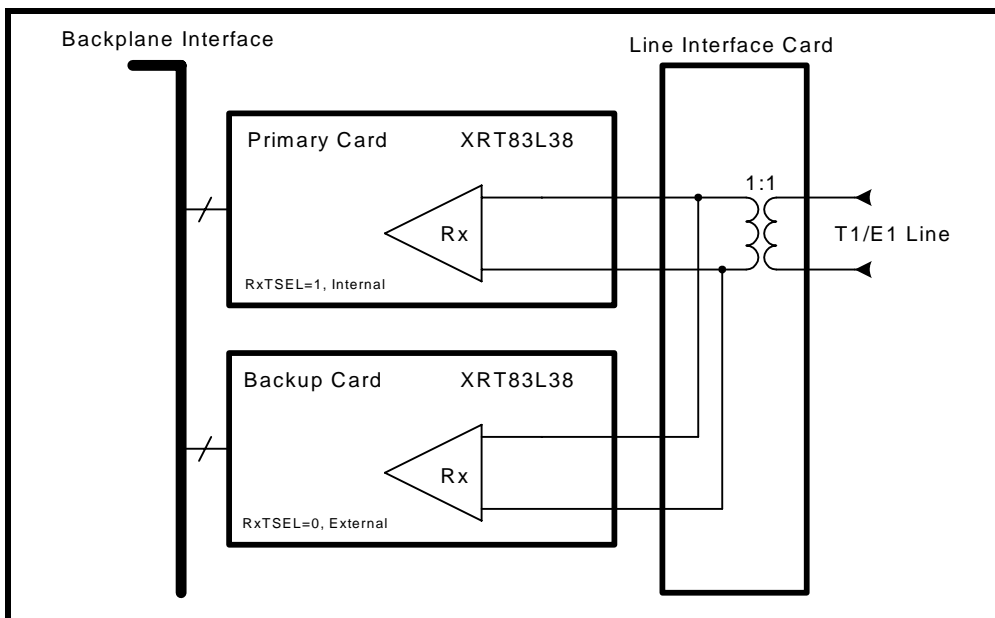 Backplane Interface
Line Interface Card
Primary Card XRT83L38
1:1
Rx
T1/E1 Line
RxTSEL=1, Internal
Backup Card XRT83L38
Rx
RxTSEL=0, External